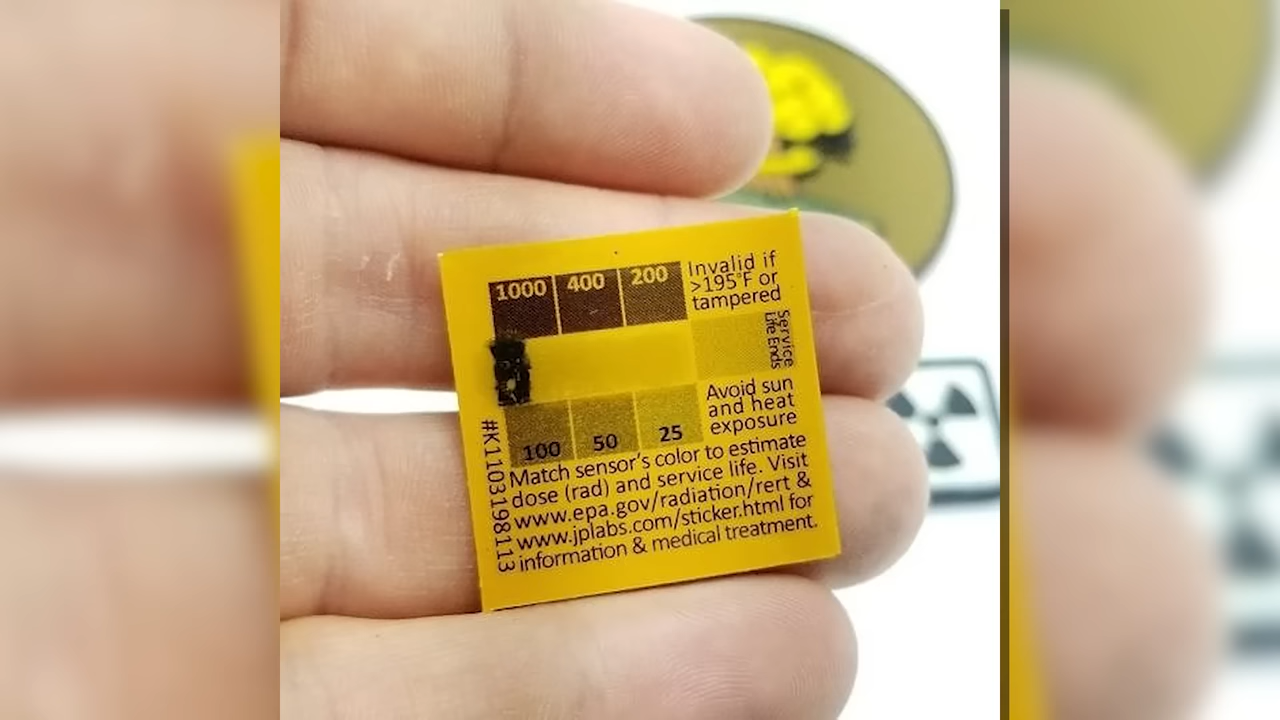 1000 400 200
Invalid if
>195°F or
tampered
Service
Life Ends
100 50 25
Avoid sun
and heat
exposure
#K1103198113
Match sensor's color to estimate
dose (rad) and service life. Visit
www.epa.gov/radiation/rert &
www.jplabs.com/sticker.html for
information & medical treatment.